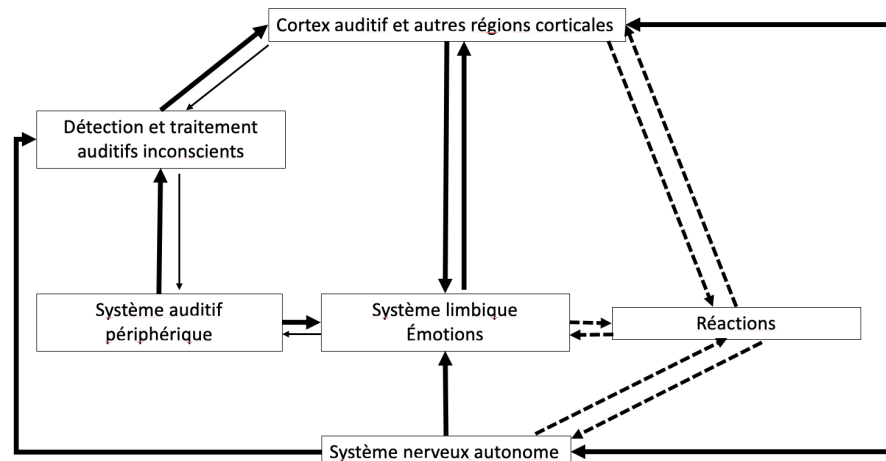 Cortex auditif et autres régions corticales
Détection et traitement
auditifs inconscients
Système auditif
périphérique
Système limbique
Émotions
Réactions
Système nerveux autonome